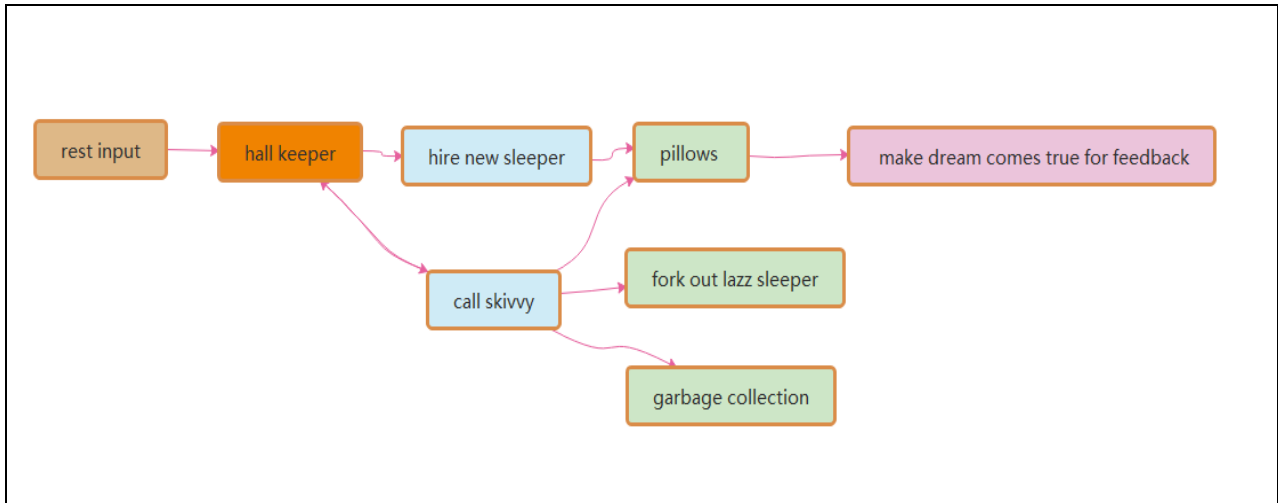 rest input
hall keeper
hire new sleeper
pillows
make dream comes true for feedback
call skivvy
fork out lazz sleeper
garbage collection